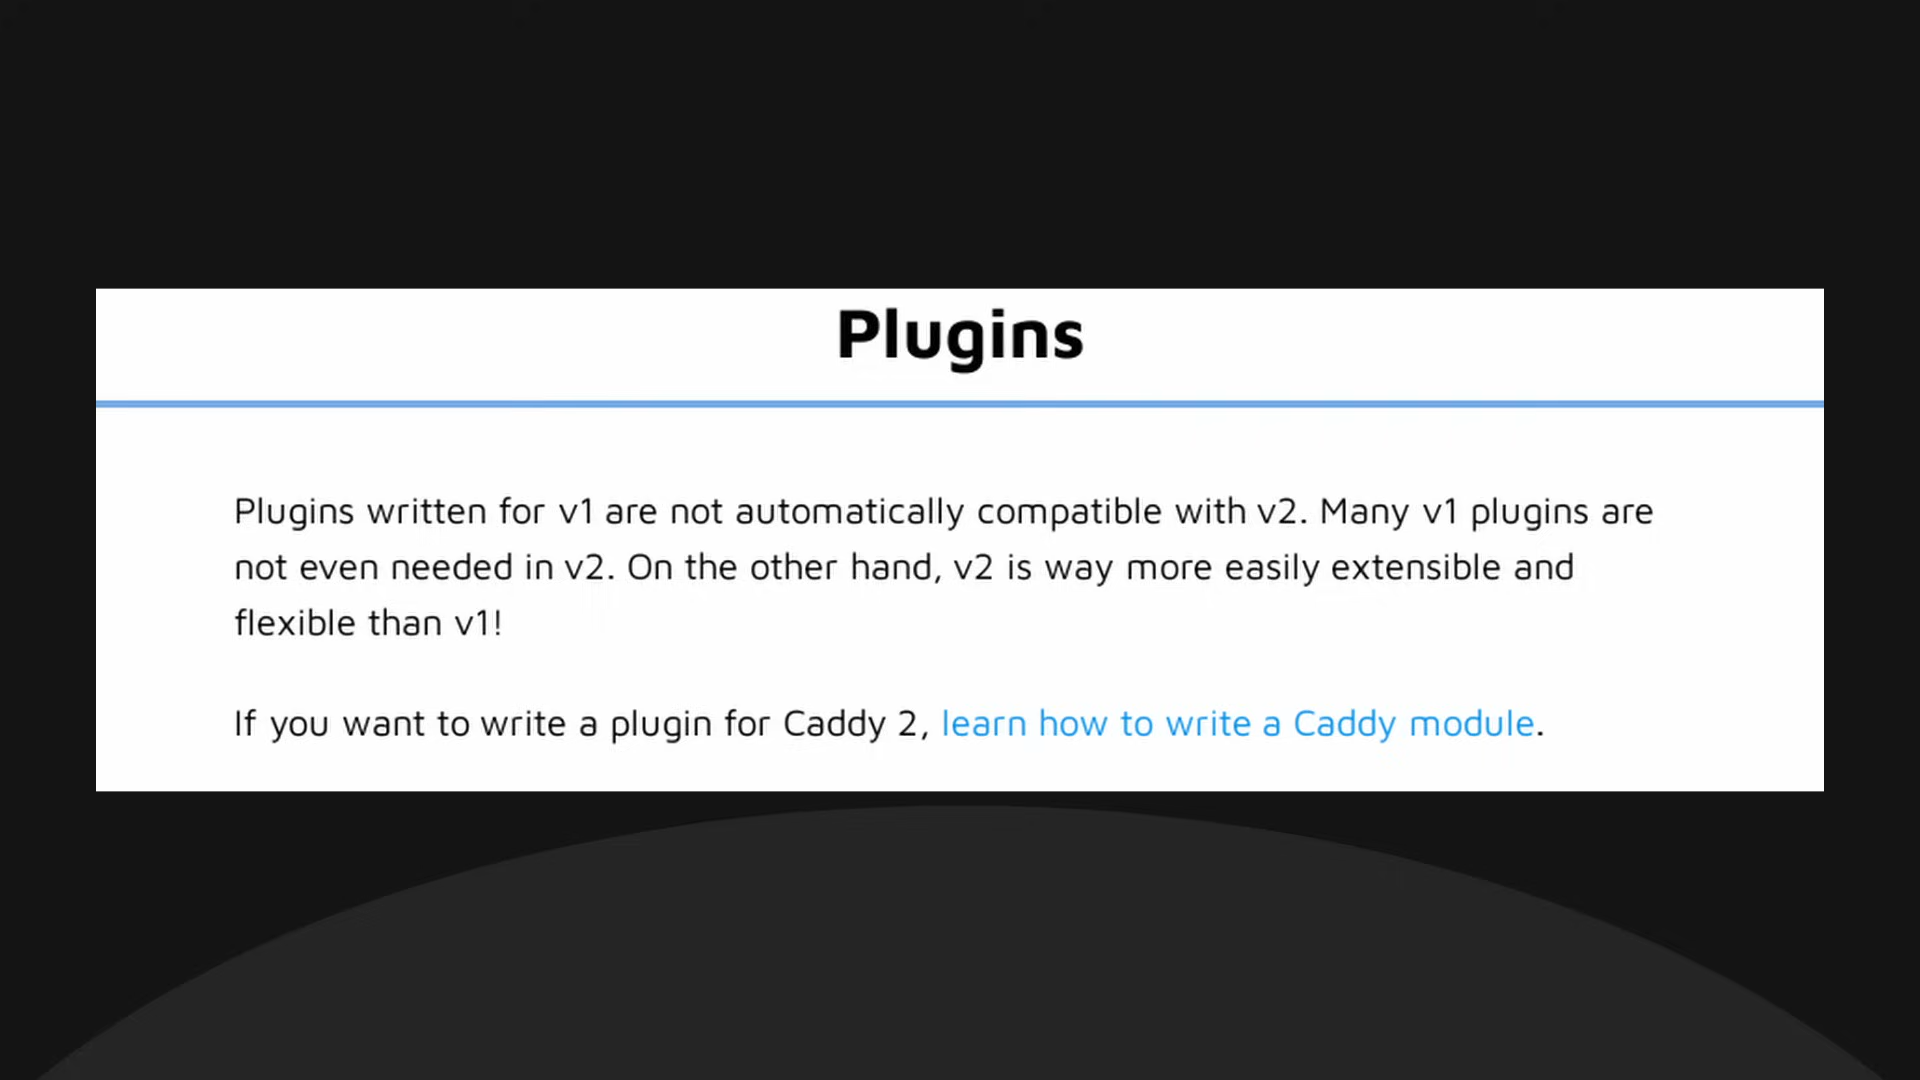 Plugins
Plugins written for v1 are not automatically compatible with v2. Many v1 plugins are
not even needed in v2. On the other hand, v2 is way more easily extensible and
flexible than v1!
If you want to write a plugin for Caddy 2, learn how to write a Caddy module.